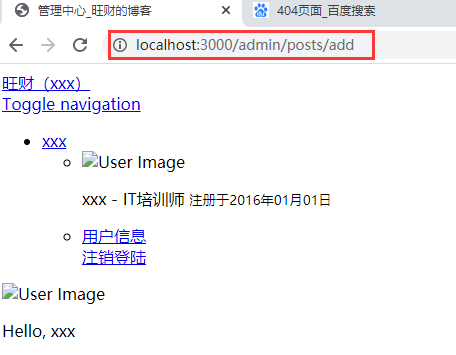 管理中心_旺财的博客
404页面_百度搜索
localhost:3000/admin/posts/add
旺财（xxx）
Toggle navigation
xxx
User Image
xxx - IT培训师 注册于2016年01月01日
用户信息
注销登陆
User Image
Hello, xxx